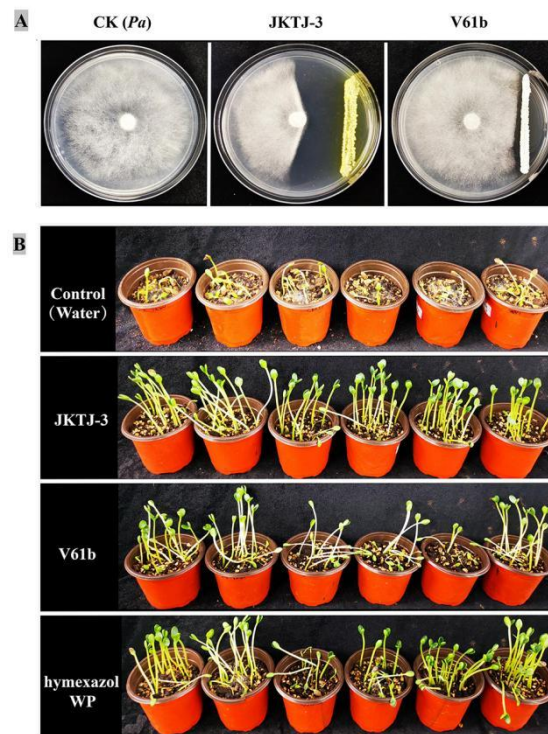 A
CK (Pa)
JKTJ-3
V61b
B
Control
（Water）
JKTJ-3
V61b
hymexazol
WP